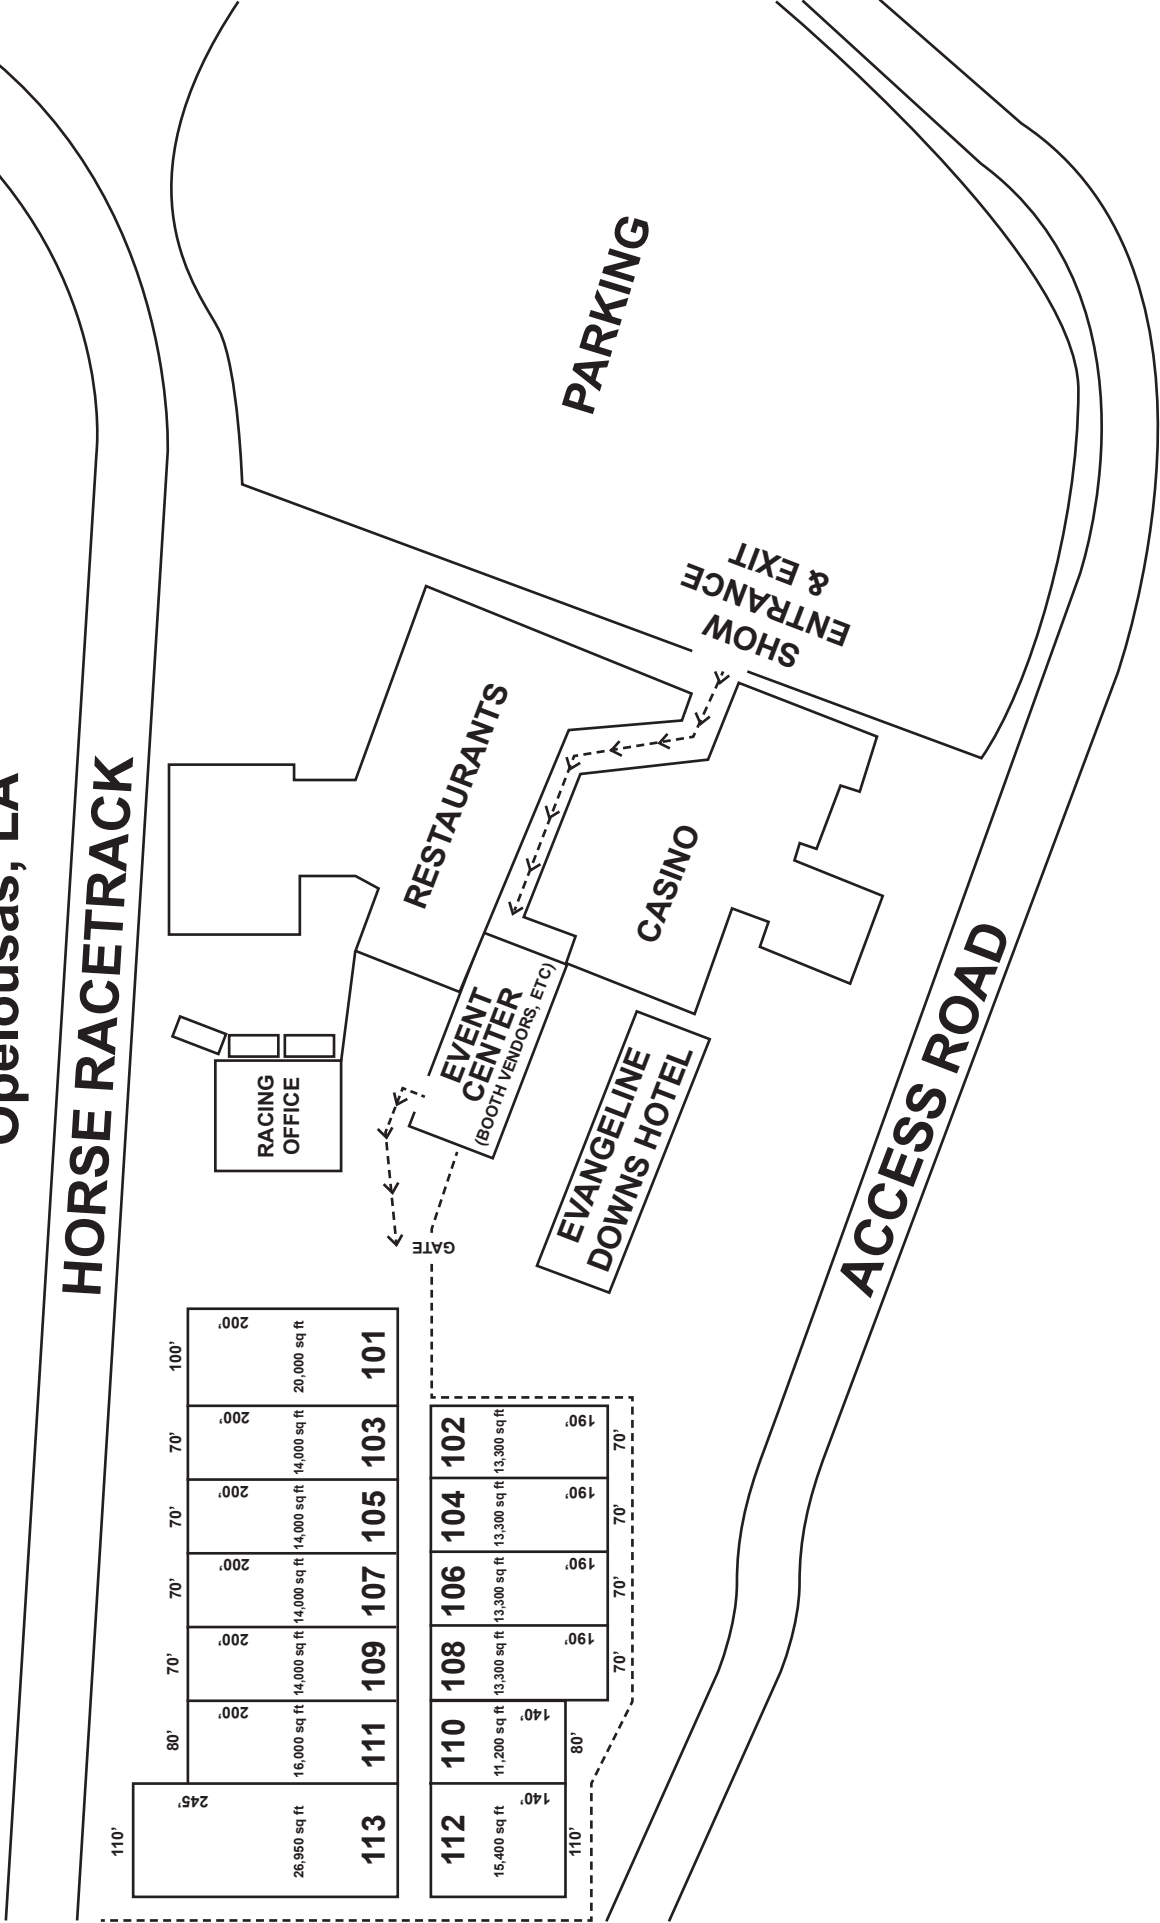 Opelousas, LA
HORSE RACETRACK
PARKING
SHOW
ENTRANCE
& EXIT
RESTAURANTS
CASINO
EVENT
CENTER
(BOOTH VENDORS, ETC)
RACING
OFFICE
EVANGELINE
DOWNS HOTEL
ACCESS ROAD
GATE
110'
245'
26,950 sq ft
113
80'
200'
16,000 sq ft
111
70'
200'
14,000 sq ft
109
70'
200'
14,000 sq ft
107
70'
200'
14,000 sq ft
105
70'
200'
14,000 sq ft
103
100'
200'
20,000 sq ft
101
112
15,400 sq ft
140'
110'
110
11,200 sq ft
140'
80'
108
13,300 sq ft
190'
70'
106
13,300 sq ft
190'
70'
104
13,300 sq ft
190'
70'
102
13,300 sq ft
190'
70'